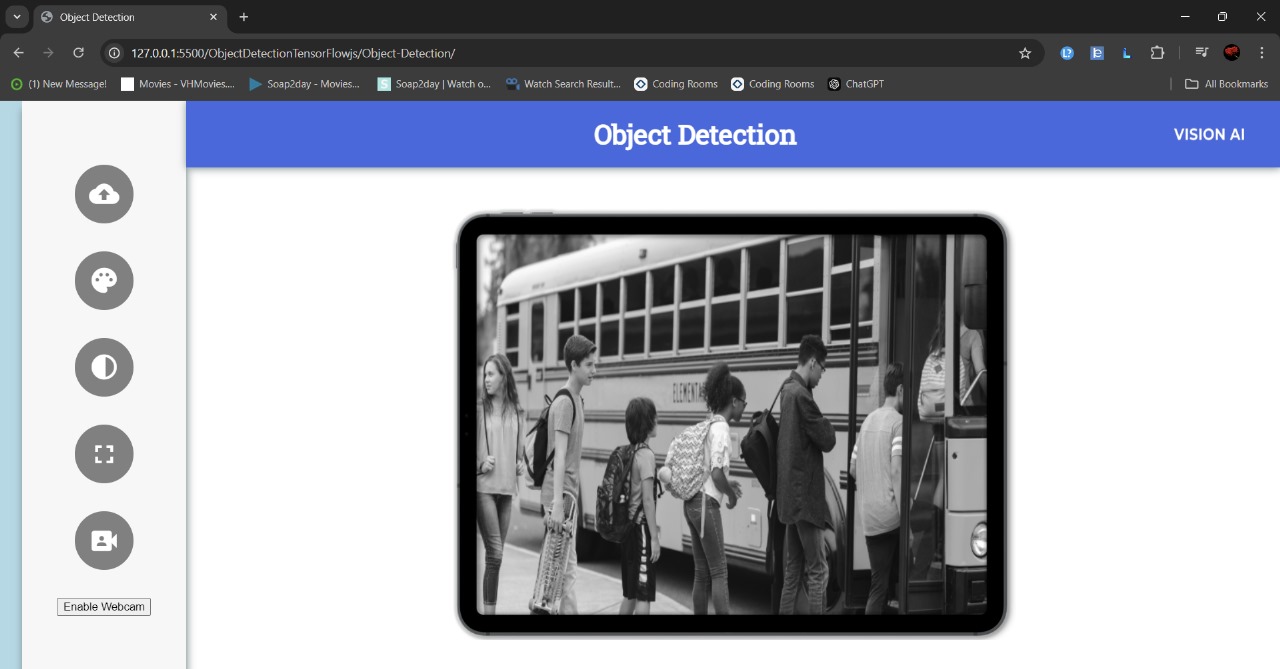 Object Detection
127.0.0.1:5500/ObjectDetectionTensorFlowjs/Object-Detection/
(1) New Message!
Movies - VHMovies....
Soap2day - Movies...
Soap2day | Watch o...
Watch Search Result...
Coding Rooms
Coding Rooms
ChatGPT
All Bookmarks
Object Detection
VISION AI
ELEMENTA
Enable Webcam